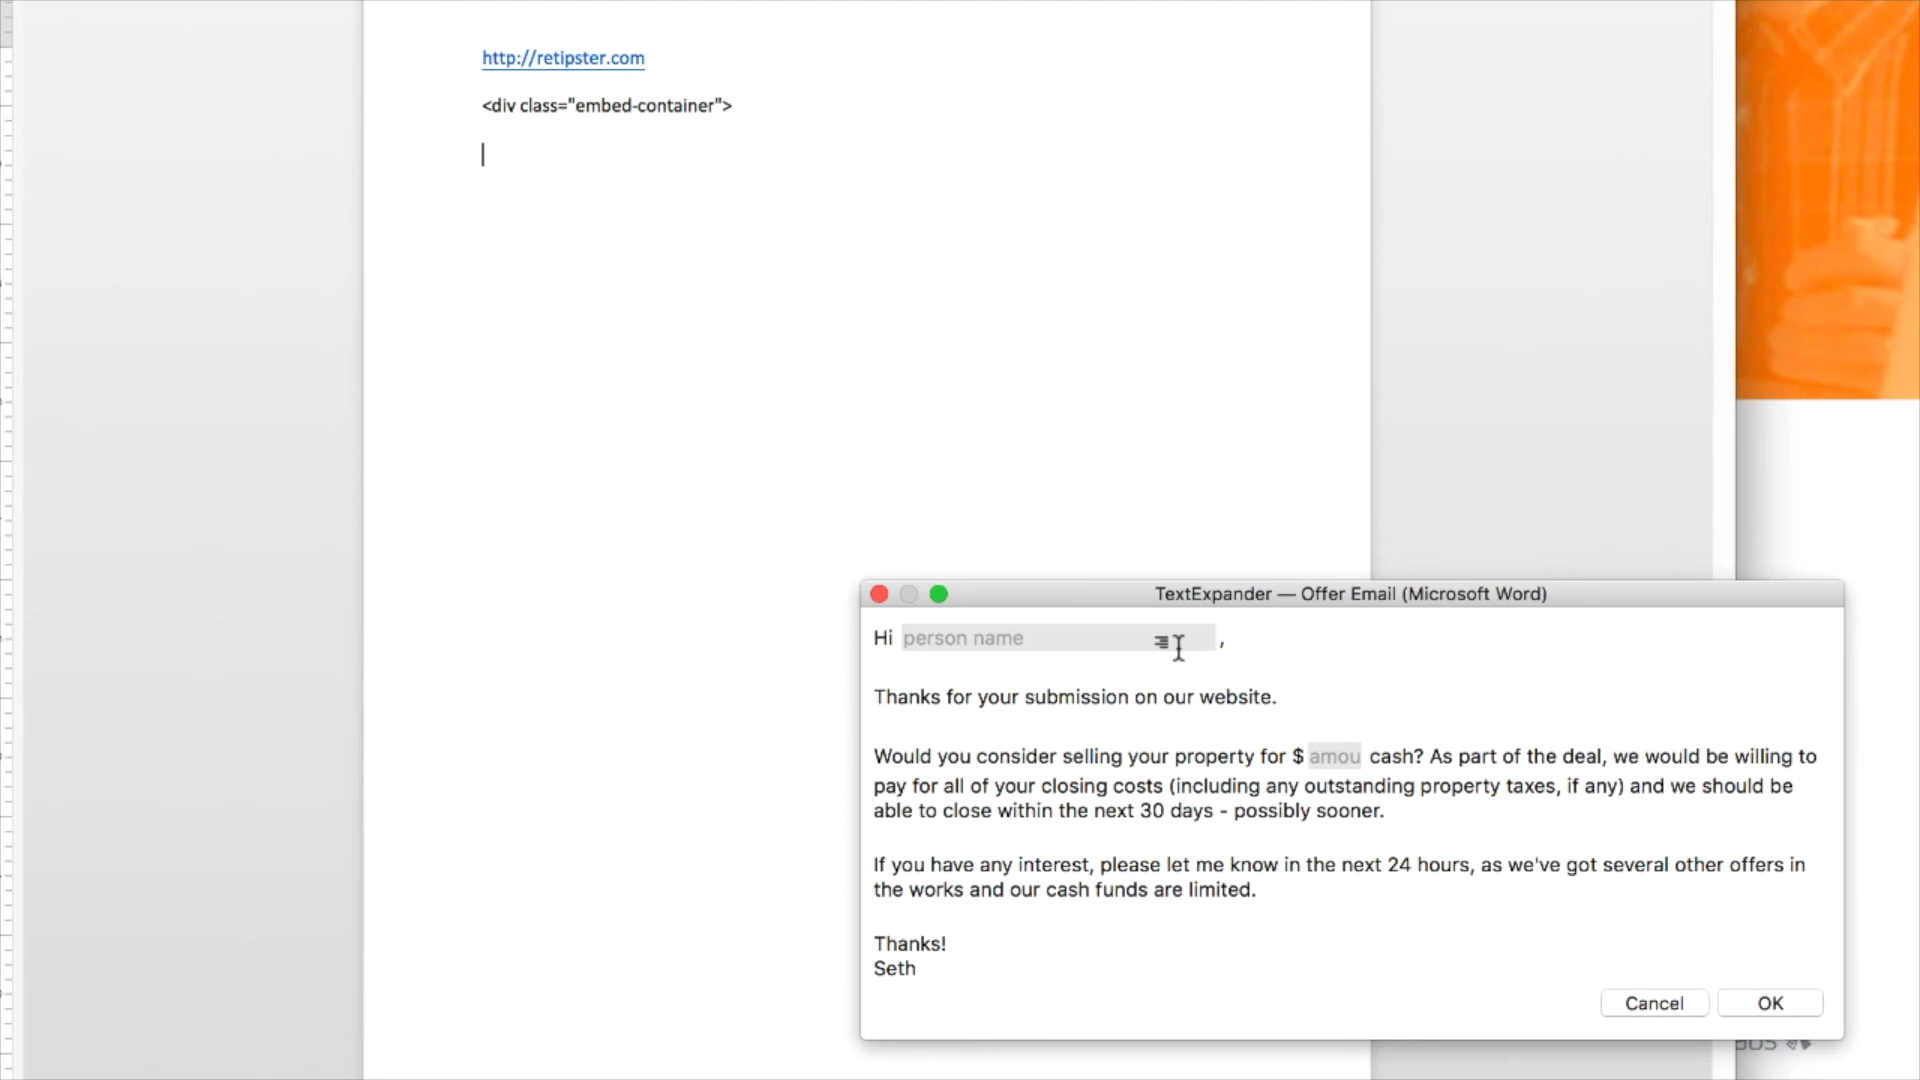 http://retipster.com
<div class="embed-container">
TextExpander — Offer Email (Microsoft Word)
Hi person name ,
Thanks for your submission on our website.
Would you consider selling your property for $ amou cash? As part of the deal, we would be willing to
pay for all of your closing costs (including any outstanding property taxes, if any) and we should be
able to close within the next 30 days - possibly sooner.
If you have any interest, please let me know in the next 24 hours, as we've got several other offers in
the works and our cash funds are limited.
Thanks!
Seth
Cancel OK